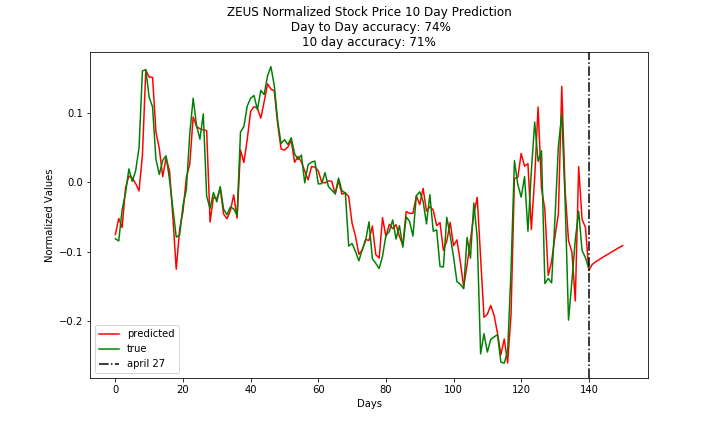 ZEUS Normalized Stock Price 10 Day Prediction
Day to Day accuracy: 74%
10 day accuracy: 71%
Normalized Values
0.1
0.0
−0.1
−0.2
predicted
true
april 27
0
20
40
60
80
100
120
140
Days